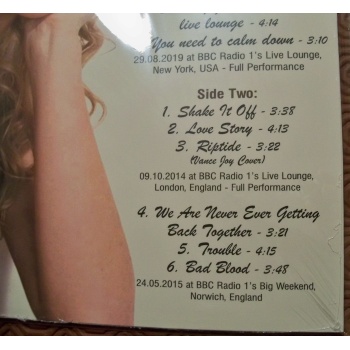 live lounge - 4:14
You need to calm down - 3:10
29.08.2019 at BBC Radio 1's Live Lounge,
New York, USA - Full Performance
Side Two:
1. Shake It Off - 3:38
2. Love Story - 4:13
3. Riptide - 3:22
(Vance Joy Cover)
09.10.2014 at BBC Radio 1's Live Lounge,
London, England - Full Performance
4. We Are Never Ever Getting
Back Together - 3:21
5. Trouble - 4:15
6. Bad Blood - 3:48
24.05.2015 at BBC Radio 1's Big Weekend,
Norwich, England